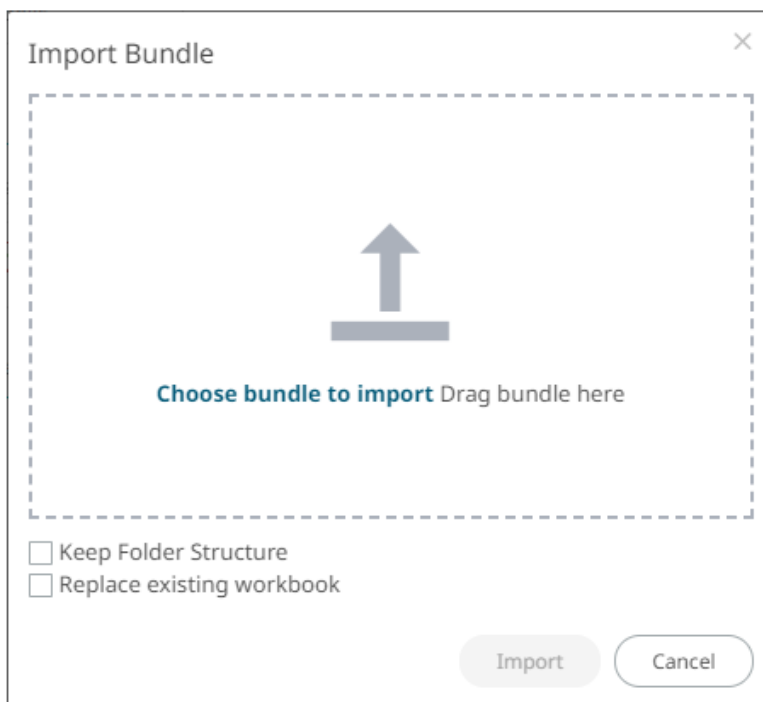 Import Bundle
Choose bundle to import Drag bundle here
Keep Folder Structure
Replace existing workbook
Import Cancel